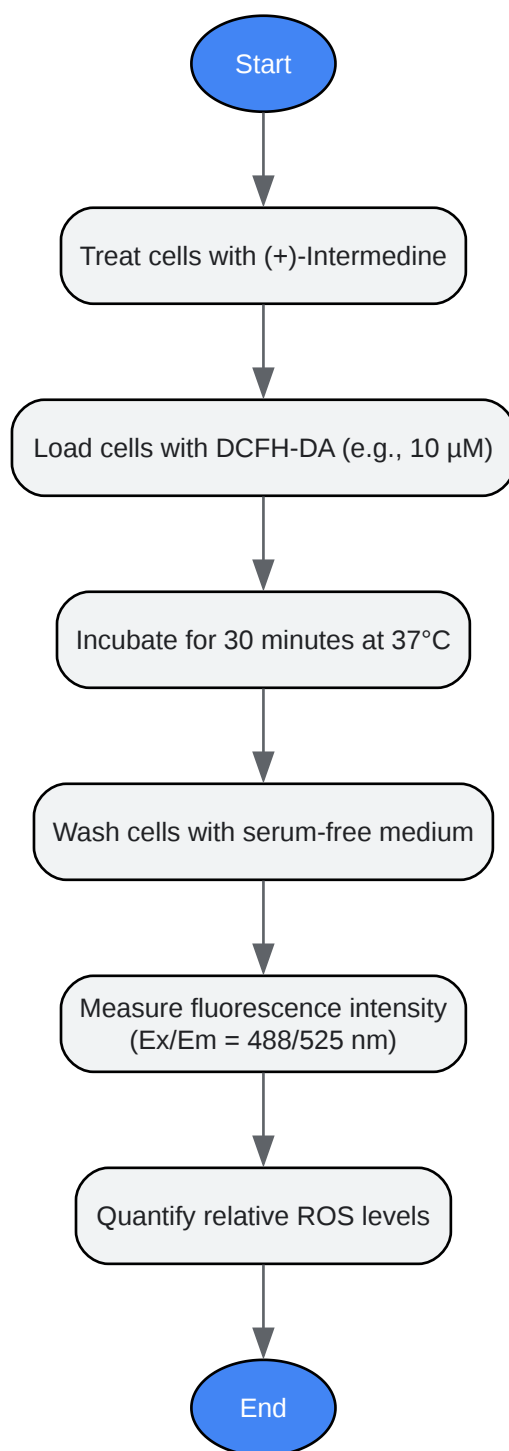 Start
Treat cells with (+)-Intermedine
Load cells with DCFH-DA (e.g., 10 µM)
Incubate for 30 minutes at 37°C
Wash cells with serum-free medium
Measure fluorescence intensity
(Ex/Em = 488/525 nm)
Quantify relative ROS levels
End